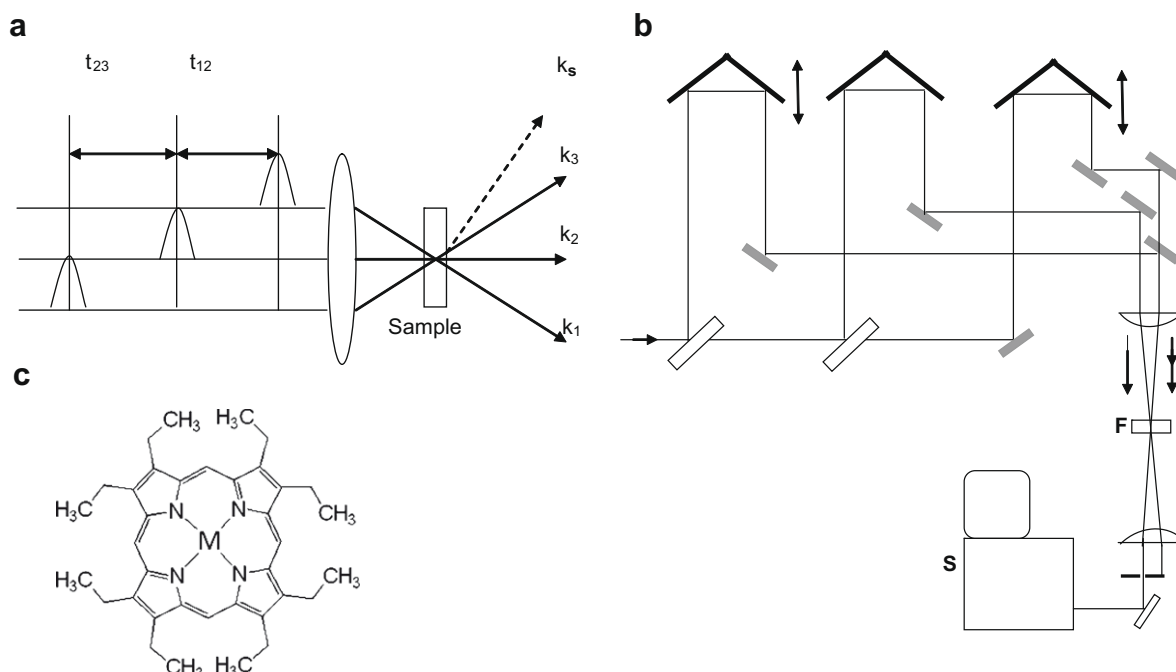 a
t23 t12 ks
k3
k2
k1
Sample
b
F
S
c
CH3 H3C
H3C CH3
N N
M
N N
H3C CH3
CH3 H3C